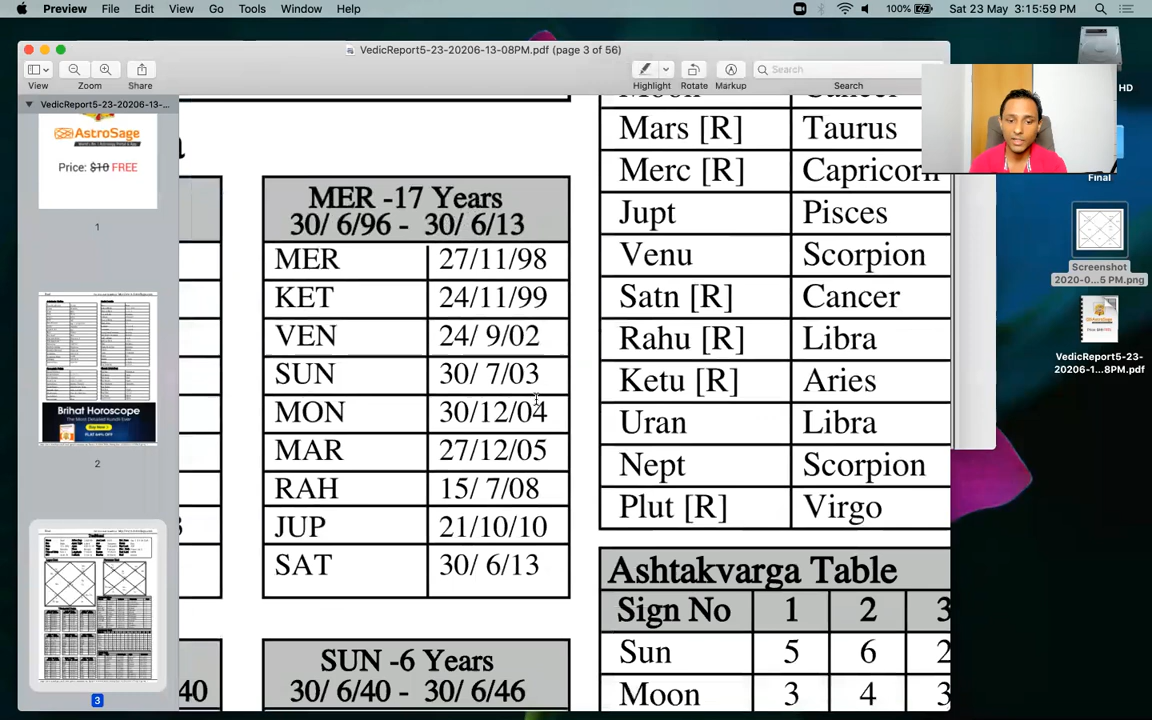 Preview File Edit View Go Tools Window Help 100% Sat 23 May 3:15:59 PM
VedicReport5-23-20206-13-08PM.pdf (page 3 of 56)
View Zoom Share Highlight Rotate Markup Search
Search
VedicReport5-23-20206-13-...
AstroSage
Price: $10 FREE
1
Brihat Horoscope
2
3
MER -17 Years
30/ 6/96 - 30/ 6/13
MER 27/11/98
KET 24/11/99
VEN 24/ 9/02
SUN 30/ 7/03
MON 30/12/04
MAR 27/12/05
RAH 15/ 7/08
JUP 21/10/10
SAT 30/ 6/13
40
SUN -6 Years
30/ 6/40 - 30/ 6/46
Mars [R] Taurus
Merc [R] Capricorn
Jupt Pisces
Venu Scorpion
Satn [R] Cancer
Rahu [R] Libra
Ketu [R] Aries
Uran Libra
Nept Scorpion
Plut [R] Virgo
Ashtakvarga Table
Sign No 1 2 3
Sun 5 6 2
Moon 3 4 3
HD
Final
Screenshot
2020-0...5 PM.png
VedicReport5-23-
20206-1...8PM.pdf